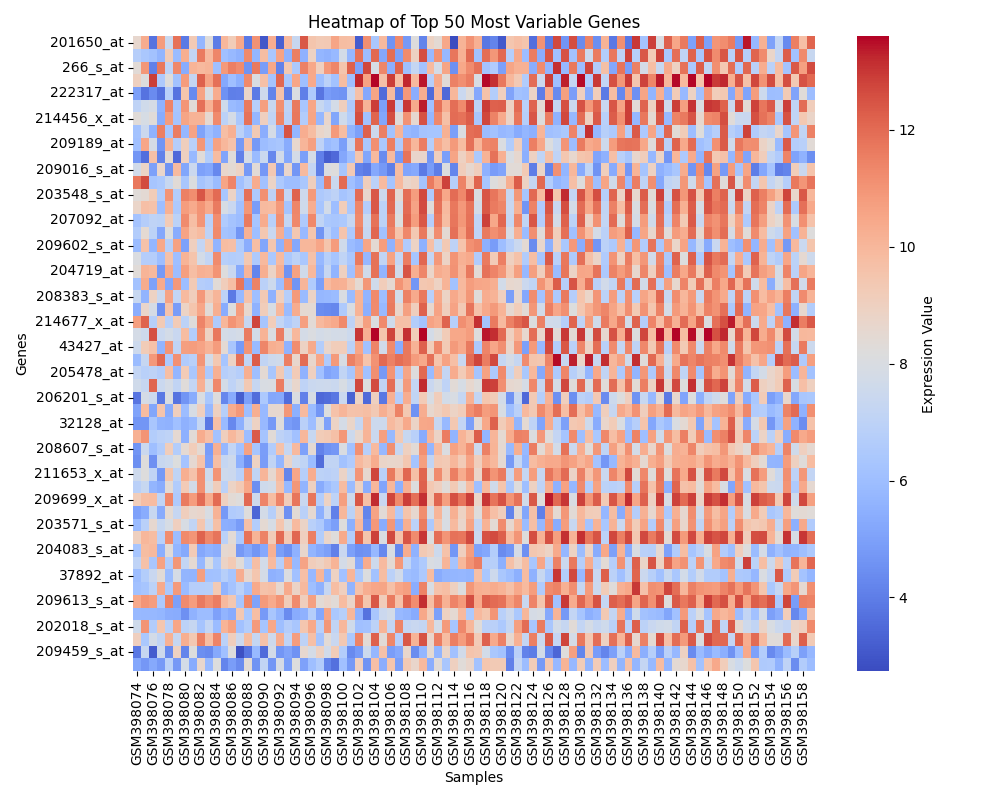 Heatmap of Top 50 Most Variable Genes
201650_at
266_s_at
222317_at
214456_x_at
209189_at
209016_s_at
203548_s_at
207092_at
209602_s_at
204719_at
208383_s_at
214677_x_at
43427_at
205478_at
206201_s_at
32128_at
208607_s_at
211653_x_at
209699_x_at
203571_s_at
204083_s_at
37892_at
209613_s_at
202018_s_at
209459_s_at
Genes
GSM398074
GSM398076
GSM398078
GSM398080
GSM398082
GSM398084
GSM398086
GSM398088
GSM398090
GSM398092
GSM398094
GSM398096
GSM398098
GSM398100
GSM398102
GSM398104
GSM398106
GSM398108
GSM398110
GSM398112
GSM398114
GSM398116
GSM398118
GSM398120
GSM398122
GSM398124
GSM398126
GSM398128
GSM398130
GSM398132
GSM398134
GSM398136
GSM398138
GSM398140
GSM398142
GSM398144
GSM398146
GSM398148
GSM398150
GSM398152
GSM398154
GSM398156
GSM398158
Samples
12
10
8
6
4
Expression Value